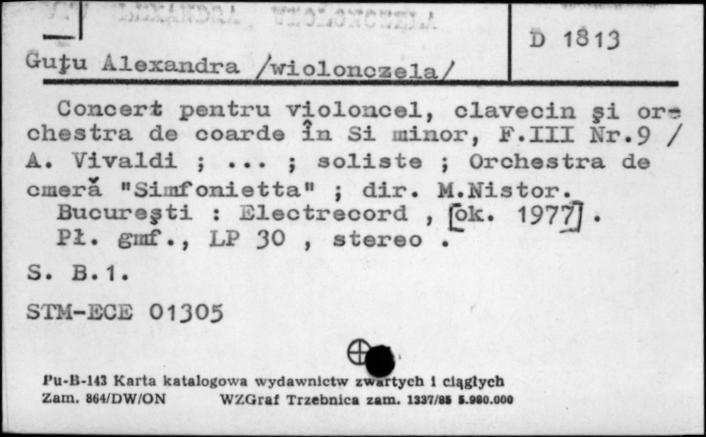 D 1813
Guţu Alexandra /wiolonczela/
Concert pentru violoncel, clavecin şi or=
chestra de coarde în Si minor, F.III Nr.9 /
A. Vivaldi ; ... ; soliste ; Orchestra de
cmeră "Simfonietta" ; dir. M.Nistor.
Bucureşti : Electrecord , [ok. 1977] .
Pł. gmf., LP 30 , stereo .
S. B.1.
STM-ECE 01305
Pu-B-143 Karta katalogowa wydawnictw zwartych i ciągłych
Zam. 864/DW/ON WZGraf Trzebnica zam. 1337/85 5.980.000